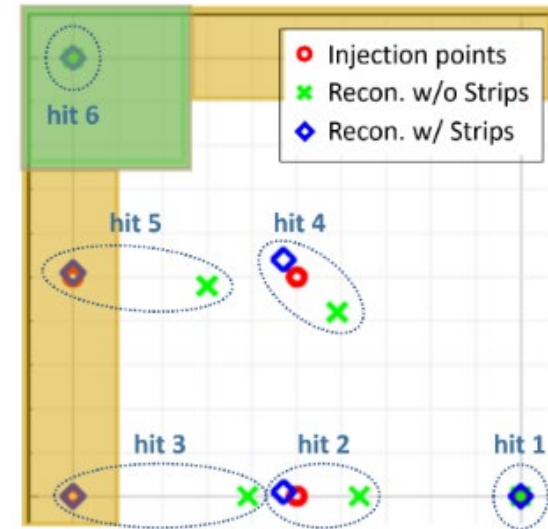 Injection points
Recon. w/o Strips
Recon. w/ Strips
hit 6
hit 5
hit 4
hit 3
hit 2
hit 1